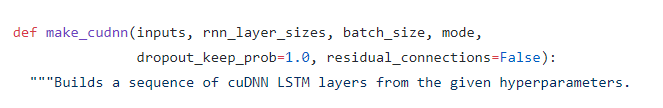 def make_cudnn(inputs, rnn_layer_sizes, batch_size, mode,
dropout_keep_prob=1.0, residual_connections=False):
"""Builds a sequence of cuDNN LSTM layers from the given hyperparameters.